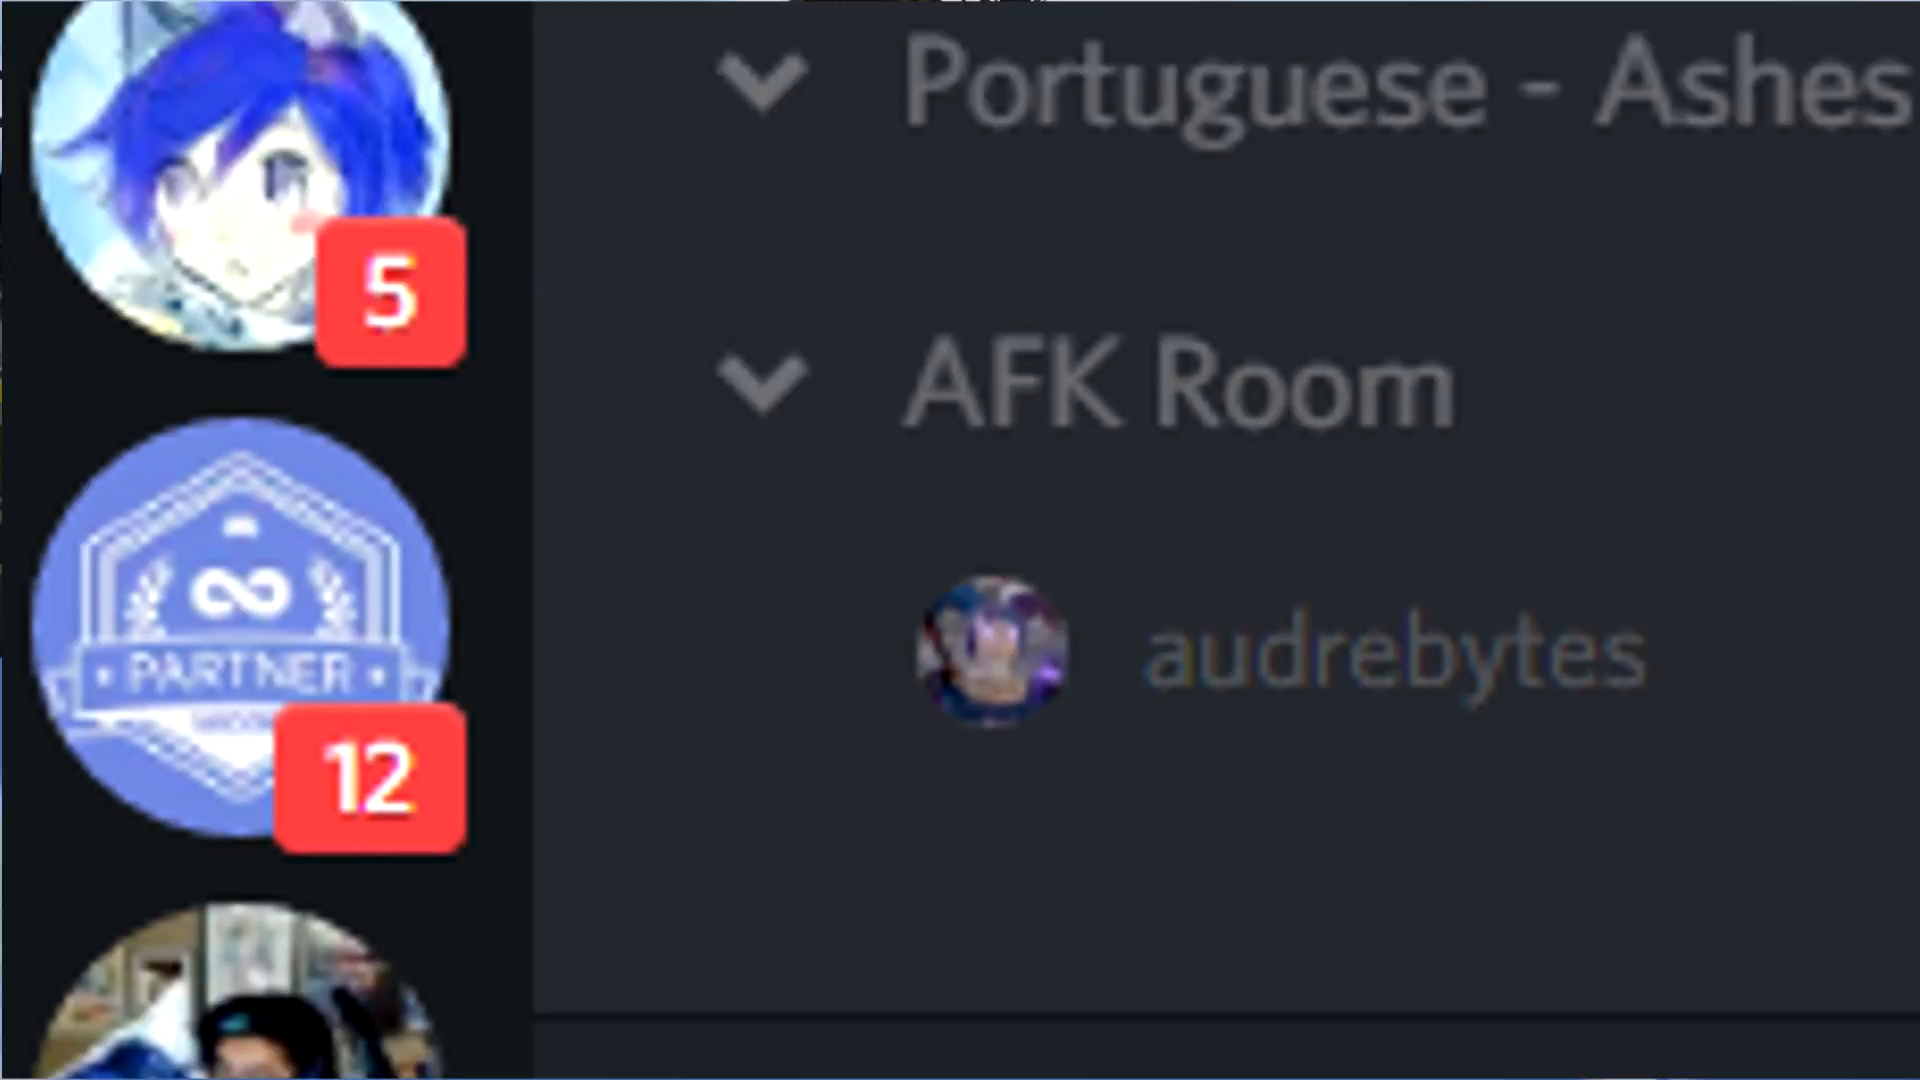 Portuguese - Ashes
5
AFK Room
• PARTNER •
12
audrebytes